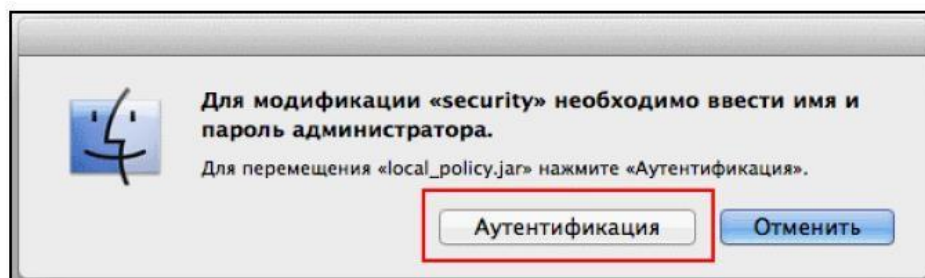 Для модификации «security» необходимо ввести имя и
пароль администратора.
Для перемещения «local_policy.jar» нажмите «Аутентификация».
Аутентификация
Отменить